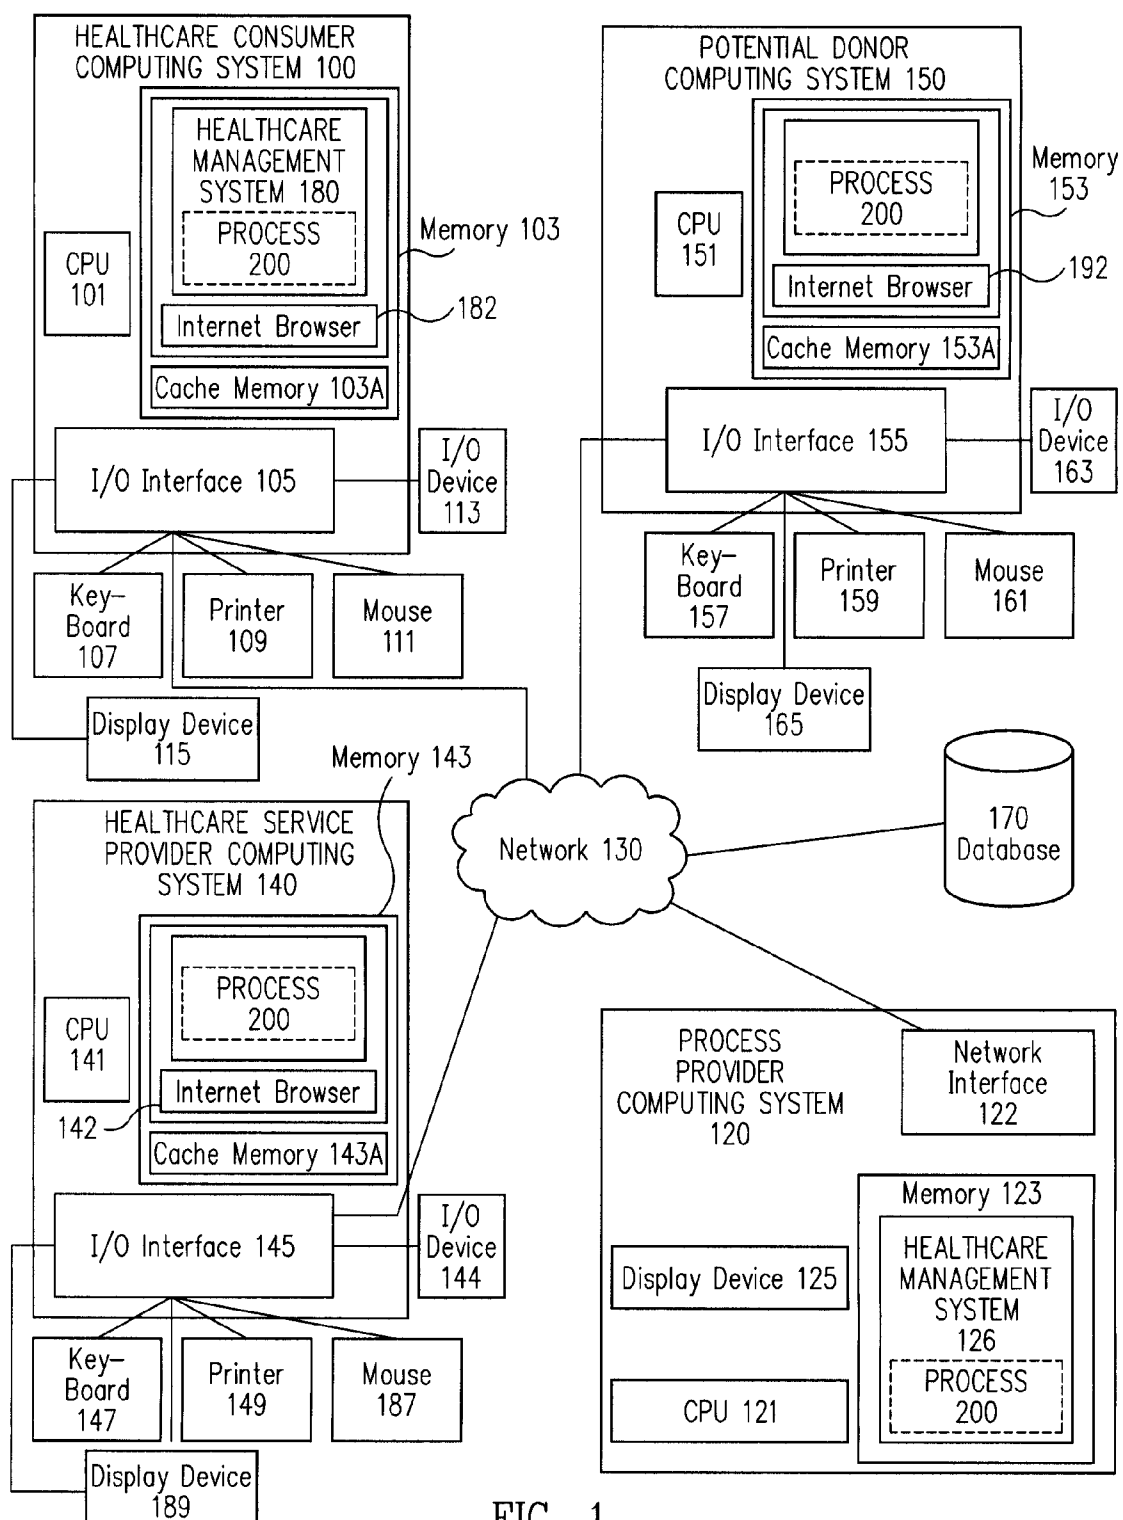 HEALTHCARE CONSUMER
COMPUTING SYSTEM 100
HEALTHCARE
MANAGEMENT
SYSTEM 180
PROCESS
200
Memory 103
CPU
101
Internet Browser
182
Cache Memory 103A
I/O Interface 105
I/O
Device
113
Key-
Board
107
Printer
109
Mouse
111
Display Device
115
POTENTIAL DONOR
COMPUTING SYSTEM 150
Memory
153
PROCESS
200
CPU
151
192
Internet Browser
Cache Memory 153A
I/O Interface 155
I/O
Device
163
Key-
Board
157
Printer
159
Mouse
161
Display Device
165
Memory 143
HEALTHCARE SERVICE
PROVIDER COMPUTING
SYSTEM 140
PROCESS
200
CPU
141
Internet Browser
142
Cache Memory 143A
I/O Interface 145
I/O
Device
144
Key-
Board
147
Printer
149
Mouse
187
Display Device
189
Network 130
170
Database
PROCESS
PROVIDER
COMPUTING SYSTEM
120
Network
Interface
122
Memory 123
HEALTHCARE
MANAGEMENT
SYSTEM
126
PROCESS
200
Display Device 125
CPU 121
FIG. 1